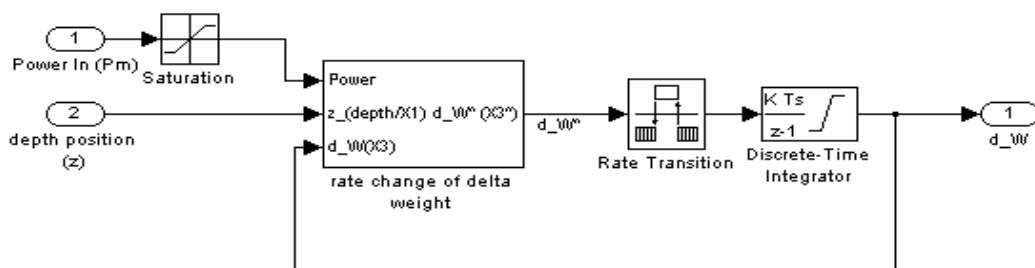 1
Power In (Pm)
Saturation
2
depth position
(z)
Power
z_(depth/X1) d_W^ (X3^)
d_W(X3)
rate change of delta
weight
d_W^
Rate Transition
K Ts
z-1
Discrete-Time
Integrator
1
d_W